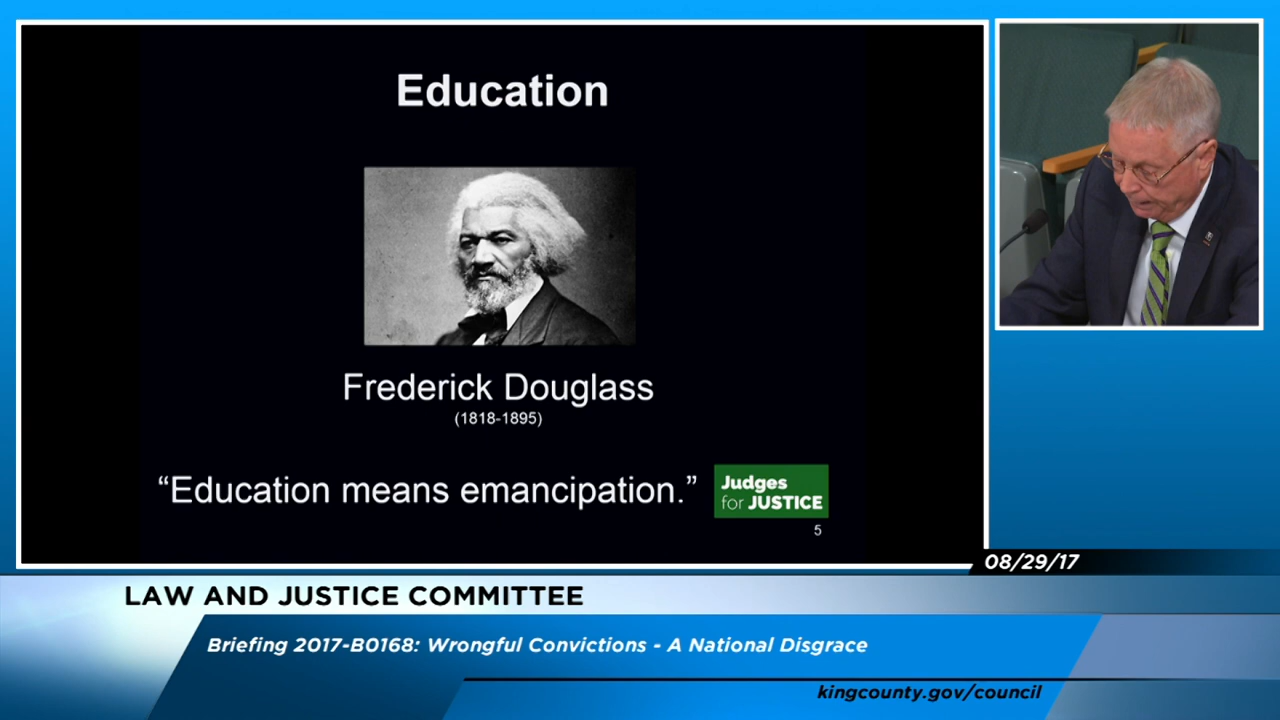 Education
Frederick Douglass
(1818-1895)
“Education means emancipation.”
Judges
for JUSTICE
5
08/29/17
LAW AND JUSTICE COMMITTEE
Briefing 2017-B0168: Wrongful Convictions - A National Disgrace
kingcounty.gov/council